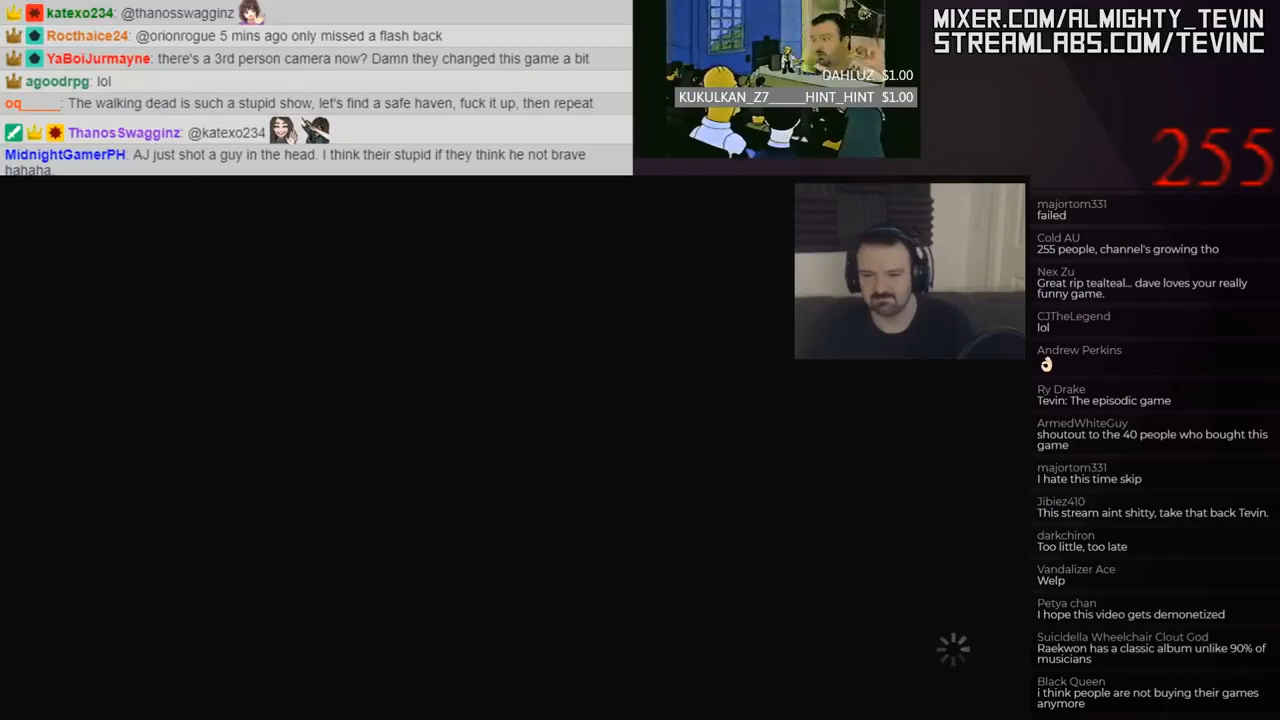 katexo234: @thanosswagginz
Rocthaice24: @orionrogue 5 mins ago only missed a flash back
YaBoiJurmayne: there's a 3rd person camera now? Damn they changed this game a bit
agoodrpg: lol
oq_____: The walking dead is such a stupid show, let's find a safe haven, fuck it up, then repeat
ThanosSwagginz: @katexo234
MidnightGamerPH: AJ just shot a guy in the head. I think their stupid if they think he not brave
hahaha.
DAHLUZ $1.00
KUKULKAN_Z7_____HINT_HINT $1.00
MIXER.COM/ALMIGHTY_TEVIN
STREAMLABS.COM/TEVINC
255
majortom331
failed
Cold AU
255 people, channel's growing tho
Nex Zu
Great rip tealteal... dave loves your really
funny game.
CJTheLegend
lol
Andrew Perkins
👌🏻
Ry Drake
Tevin: The episodic game
ArmedWhiteGuy
shoutout to the 40 people who bought this
game
majortom331
I hate this time skip
Jibiez410
This stream aint shitty, take that back Tevin.
darkchiron
Too little, too late
Vandalizer Ace
Welp
Petya chan
I hope this video gets demonetized
Suicidella Wheelchair Clout God
Raekwon has a classic album unlike 90% of
musicians
Black Queen
i think people are not buying their games
anymore